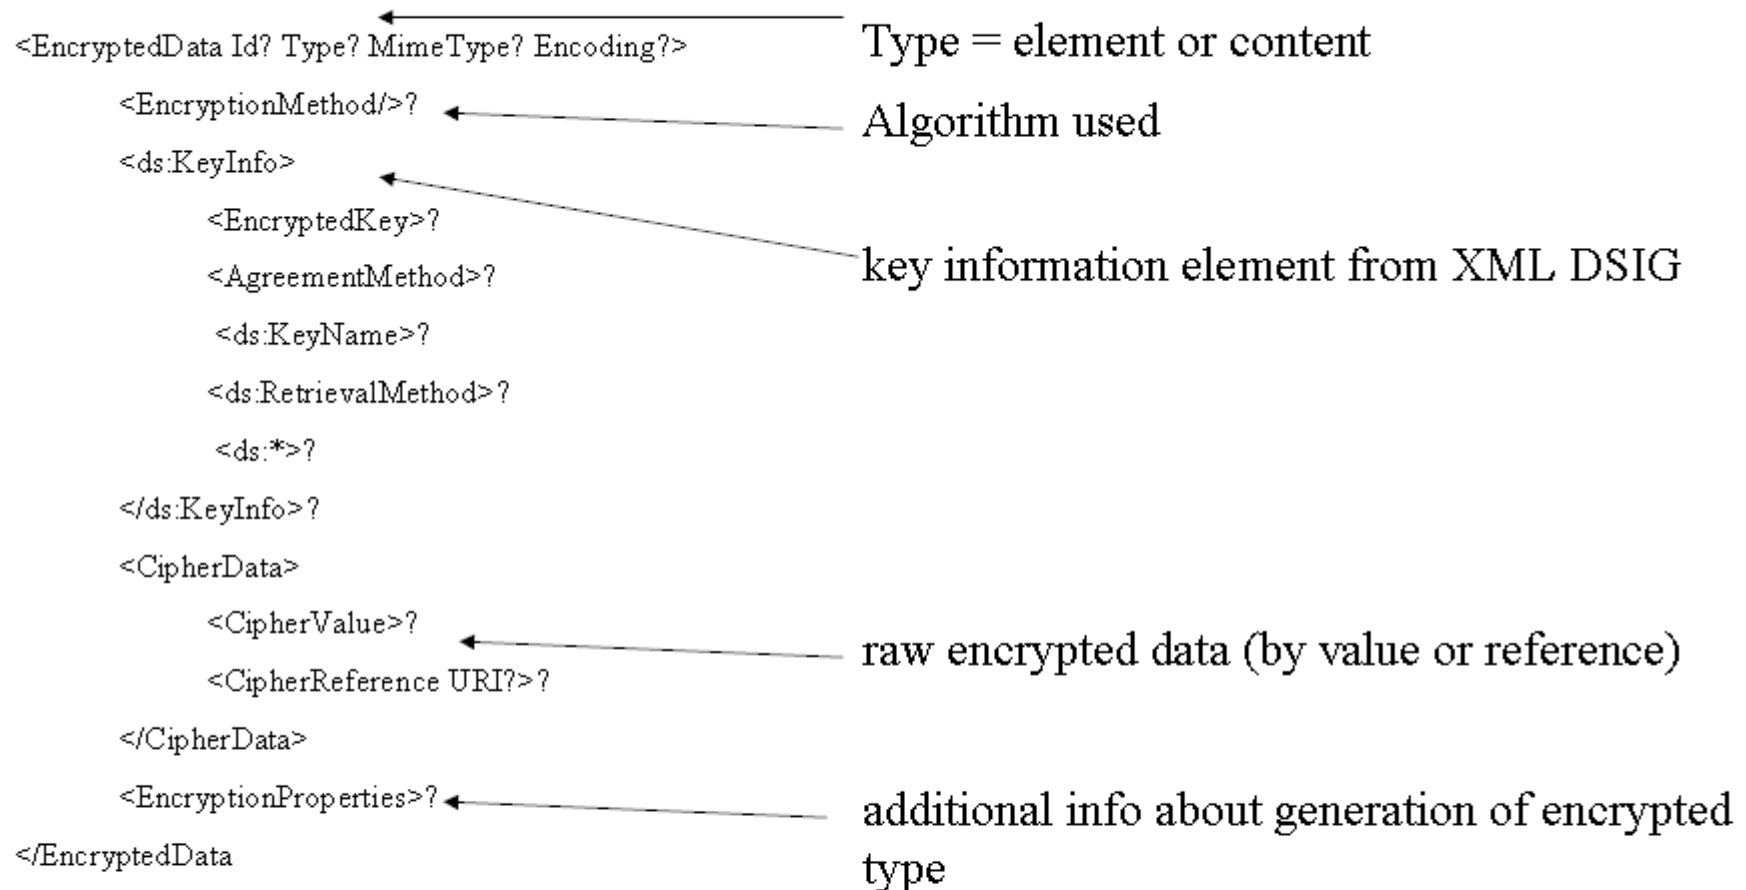 <EncryptedData Id? Type? MimeType? Encoding?>
Type = element or content
<EncryptionMethod/>?
Algorithm used
<ds:KeyInfo>
<EncryptedKey>?
key information element from XML DSIG
<AgreementMethod>?
<ds:KeyName>?
<ds:RetrievalMethod>?
<ds:*>?
</ds:KeyInfo>?
<CipherData>
<CipherValue>?
raw encrypted data (by value or reference)
<CipherReference URI?>?
</CipherData>
<EncryptionProperties>?
additional info about generation of encrypted
type
</EncryptedData